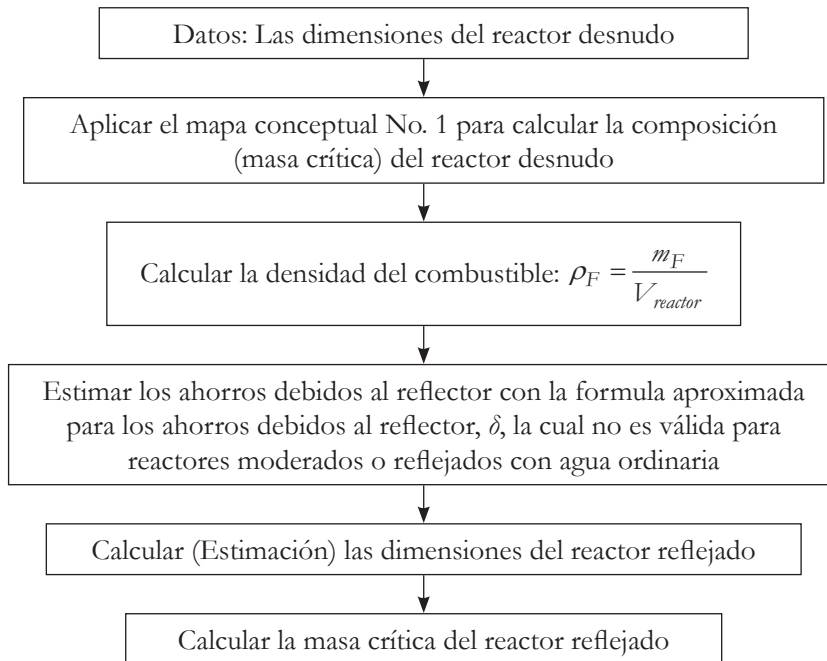 Datos: Las dimensiones del reactor desnudo
Aplicar el mapa conceptual No. 1 para calcular la composición
(masa crítica) del reactor desnudo
Calcular la densidad del combustible: ρ_F = m_F / V_reactor
Estimar los ahorros debidos al reflector con la formula aproximada
para los ahorros debidos al reflector, δ, la cual no es válida para
reactores moderados o reflejados con agua ordinaria
Calcular (Estimación) las dimensiones del reactor reflejado
Calcular la masa crítica del reactor reflejado